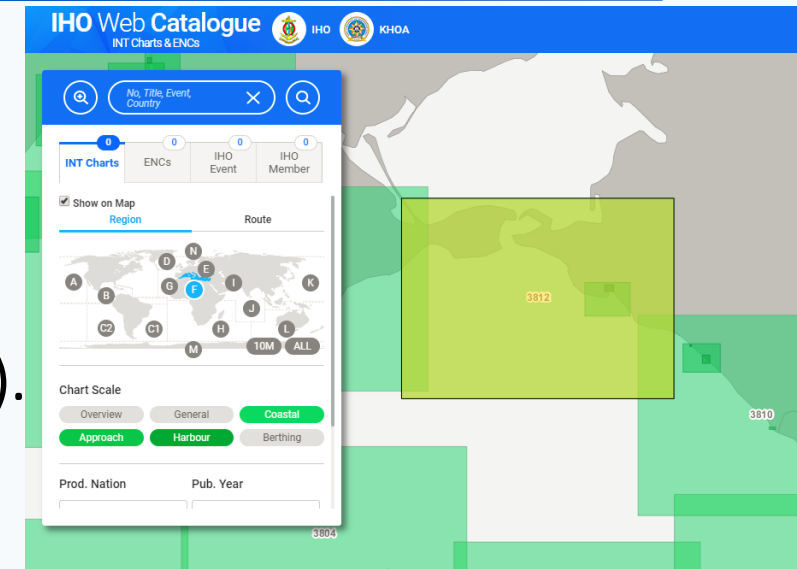 IHO Web Catalogue
INT Charts & ENCs
IHO
KHOA
No, Title, Event,
Country
0 0 0 0
INT Charts ENCs IHO Event IHO Member
Show on Map
Region Route
N
D
E
A G F I K
B
J
C2 C1 H L
M 10M ALL
Chart Scale
Overview General Coastal
Approach Harbour Berthing
Prod. Nation Pub. Year
3812
3810
3804
).